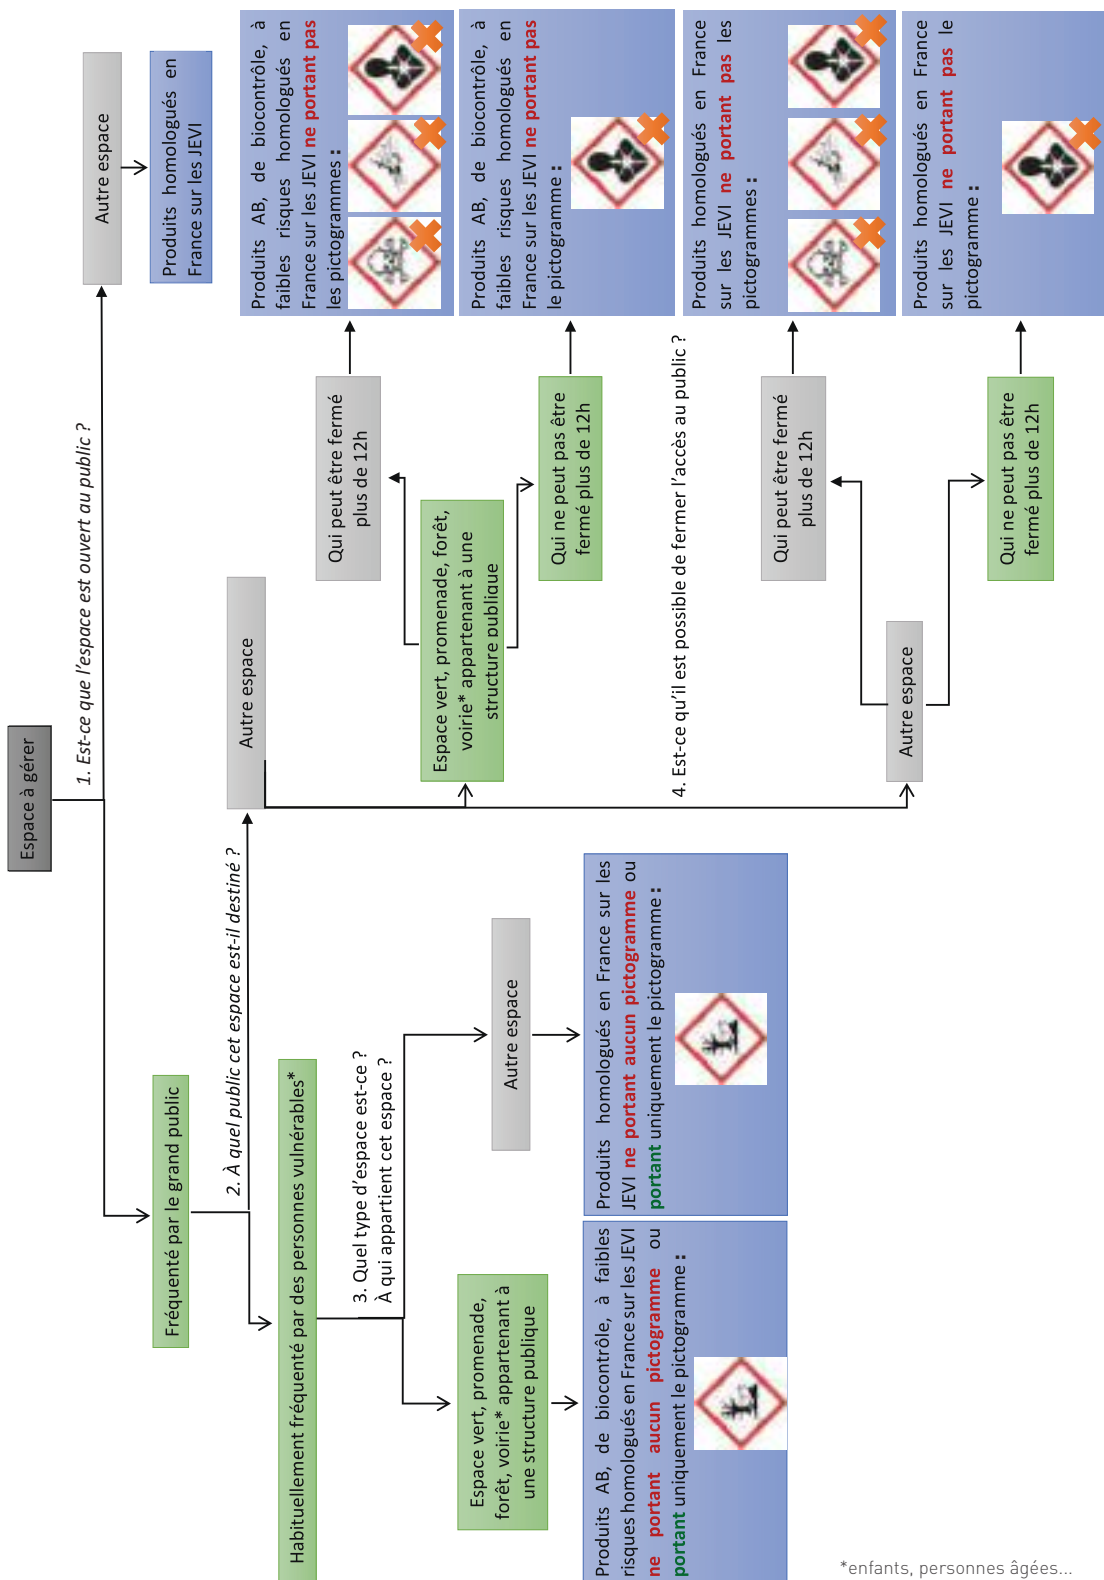 Espace à gérer
1. Est-ce que l'espace est ouvert au public ?
Autre espace
Produits homologués en
France sur les JEVI
Fréquenté par le grand public
2. À quel public cet espace est-il destiné ?
Habituellement fréquenté par des personnes vulnérables*
3. Quel type d'espace est-ce ?
À qui appartient cet espace ?
Espace vert, promenade,
forêt, voirie* appartenant à
une structure publique
Produits AB, de biocontrôle, à faibles
risques homologués en France sur les JEVI
ne portant aucun pictogramme ou
portant uniquement le pictogramme :
Autre espace
Produits homologués en France sur les
JEVI ne portant aucun pictogramme ou
portant uniquement le pictogramme :
Autre espace
Espace vert, promenade, forêt,
voirie* appartenant à une
structure publique
Qui peut être fermé
plus de 12h
Produits AB, de biocontrôle, à
faibles risques homologués en
France sur les JEVI ne portant pas
les pictogrammes :
Qui ne peut pas être
fermé plus de 12h
Produits AB, de biocontrôle, à
faibles risques homologués en
France sur les JEVI ne portant pas
le pictogramme :
4. Est-ce qu'il est possible de fermer l'accès au public ?
Autre espace
Qui peut être fermé
plus de 12h
Produits homologués en France
sur les JEVI ne portant pas les
pictogrammes :
Qui ne peut pas être
fermé plus de 12h
Produits homologués en France
sur les JEVI ne portant pas le
pictogramme :
*enfants, personnes âgées...